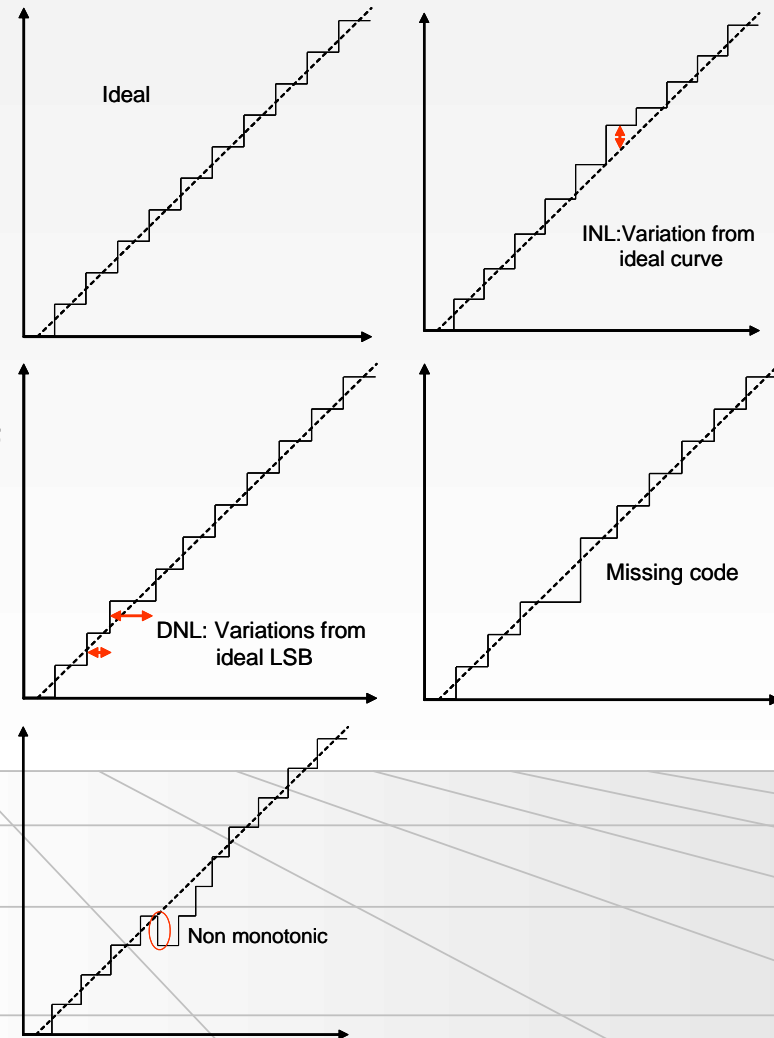 Ideal
INL:Variation from
ideal curve
DNL: Variations from
ideal LSB
Missing code
Non monotonic